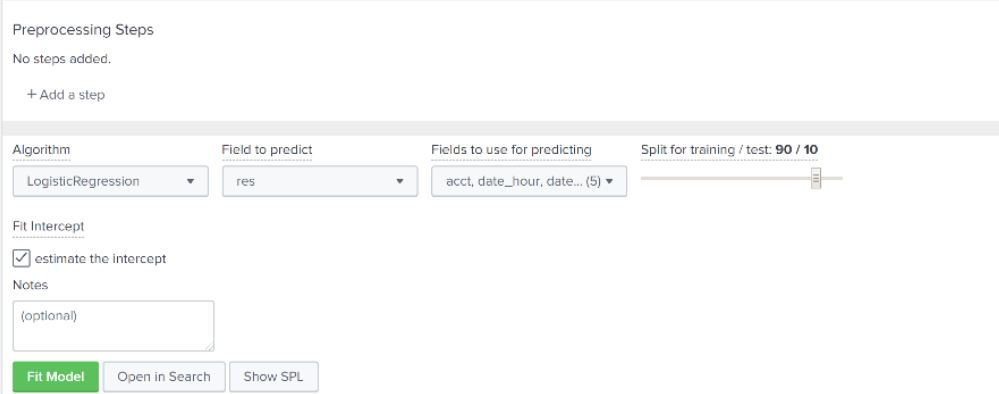 Preprocessing Steps
No steps added.
+ Add a step
Algorithm Field to predict Fields to use for predicting Split for training / test: 90 / 10
LogisticRegression res acct, date_hour, date... (5)
Fit Intercept
estimate the intercept
Notes
(optional)
Fit Model Open in Search Show SPL